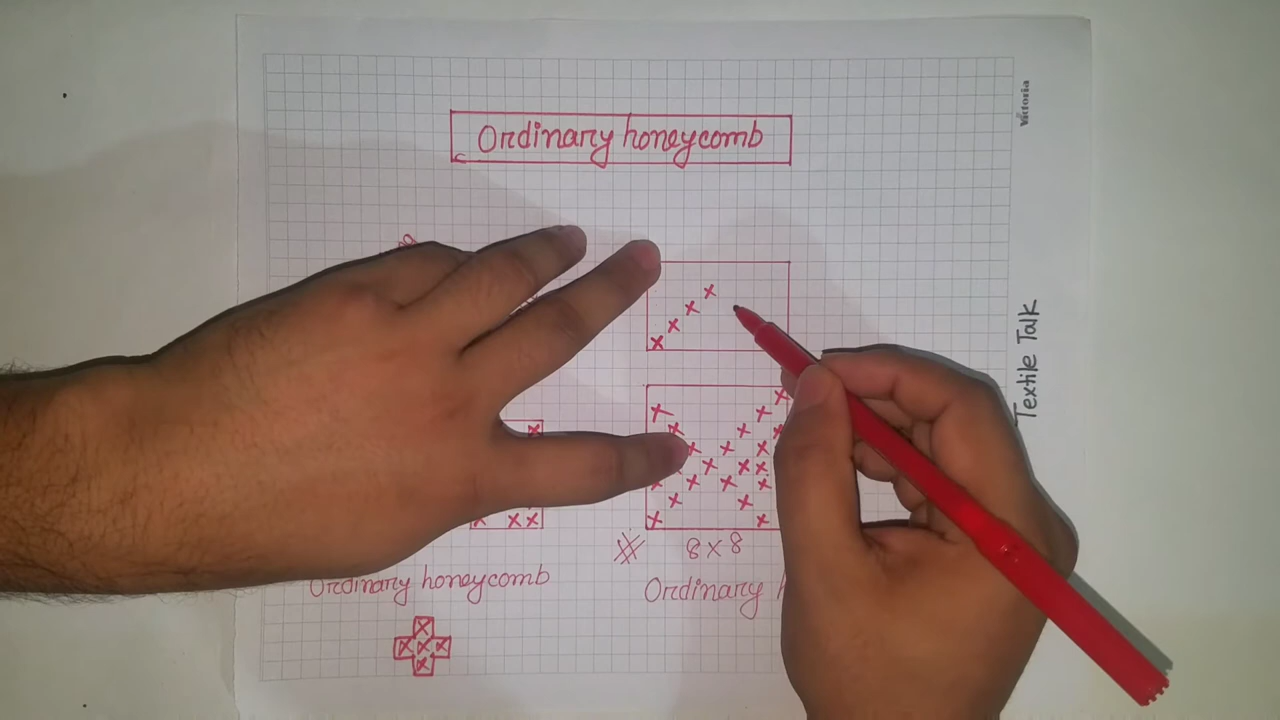 Ordinary honeycomb
Victoria
Textile Talk
8 x 8
Ordinary honeycomb
Ordinary